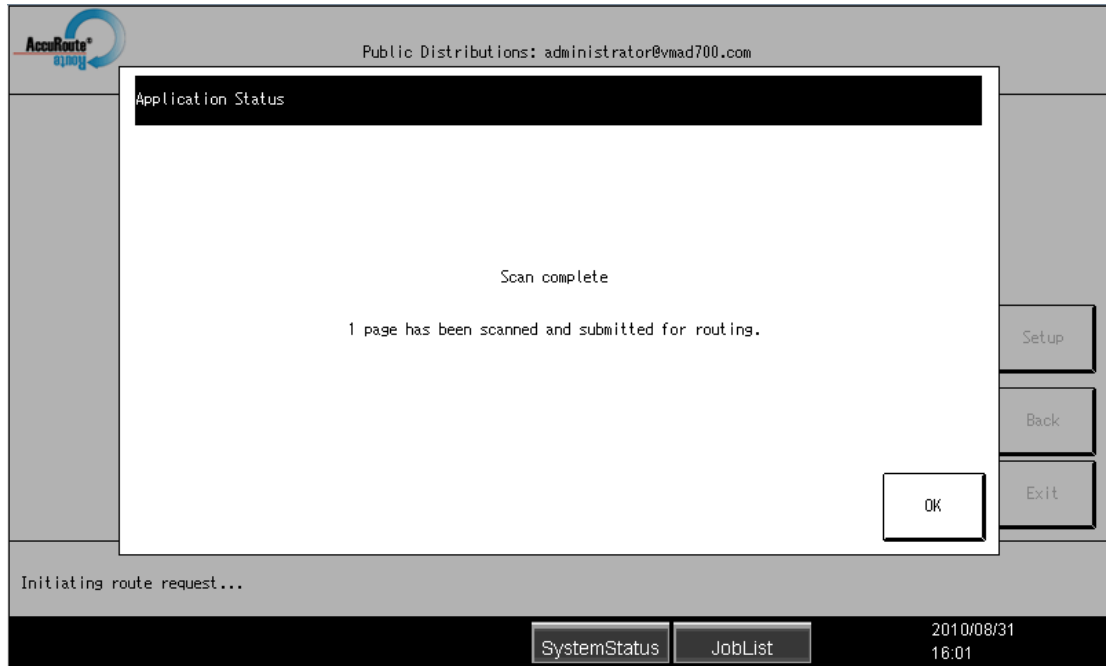 AccuRoute®
Route
Public Distributions: administrator@vmad700.com
Application Status
Scan complete
1 page has been scanned and submitted for routing.
Setup
Back
Exit
OK
Initiating route request...
SystemStatus
JobList
2010/08/31
16:01